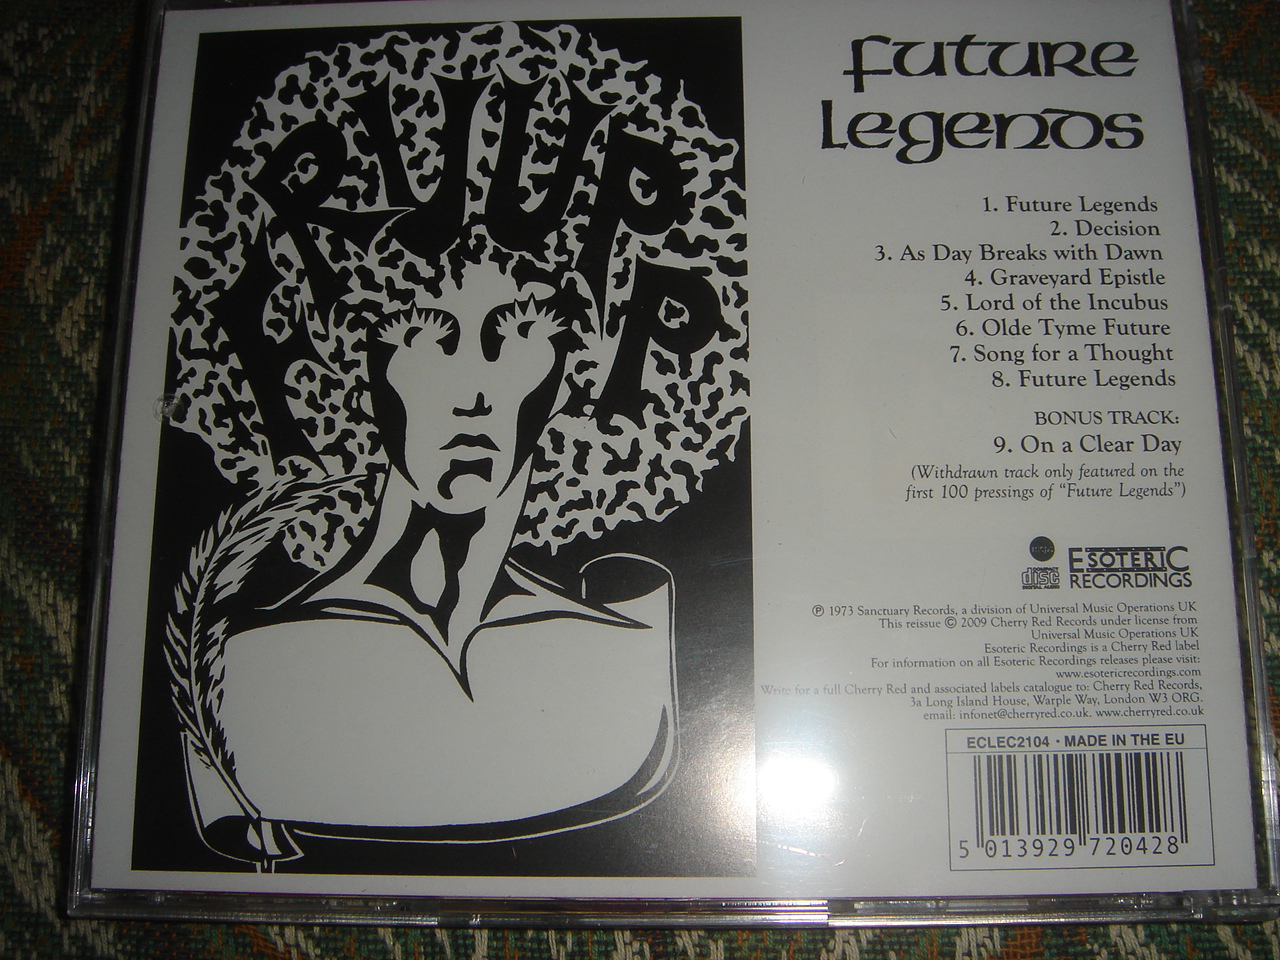 FRUUPP
Future
Legends
1. Future Legends
2. Decision
3. As Day Breaks with Dawn
4. Graveyard Epistle
5. Lord of the Incubus
6. Olde Tyme Future
7. Song for a Thought
8. Future Legends
BONUS TRACK:
9. On a Clear Day
(Withdrawn track only featured on the
first 100 pressings of “Future Legends”)
COMPACT
disc
DIGITAL AUDIO
ESOTERIC
RECORDINGS
℗ 1973 Sanctuary Records, a division of Universal Music Operations UK
This reissue © 2009 Cherry Red Records under license from
Universal Music Operations UK
Esoteric Recordings is a Cherry Red label
For information on all Esoteric Recordings releases please visit:
www.esotericrecordings.com
Write for a full Cherry Red and associated labels catalogue to: Cherry Red Records,
3a Long Island House, Warple Way, London W3 ORG.
email: infonet@cherryred.co.uk. www.cherryred.co.uk
ECLEC2104 · MADE IN THE EU
5 013929 720428